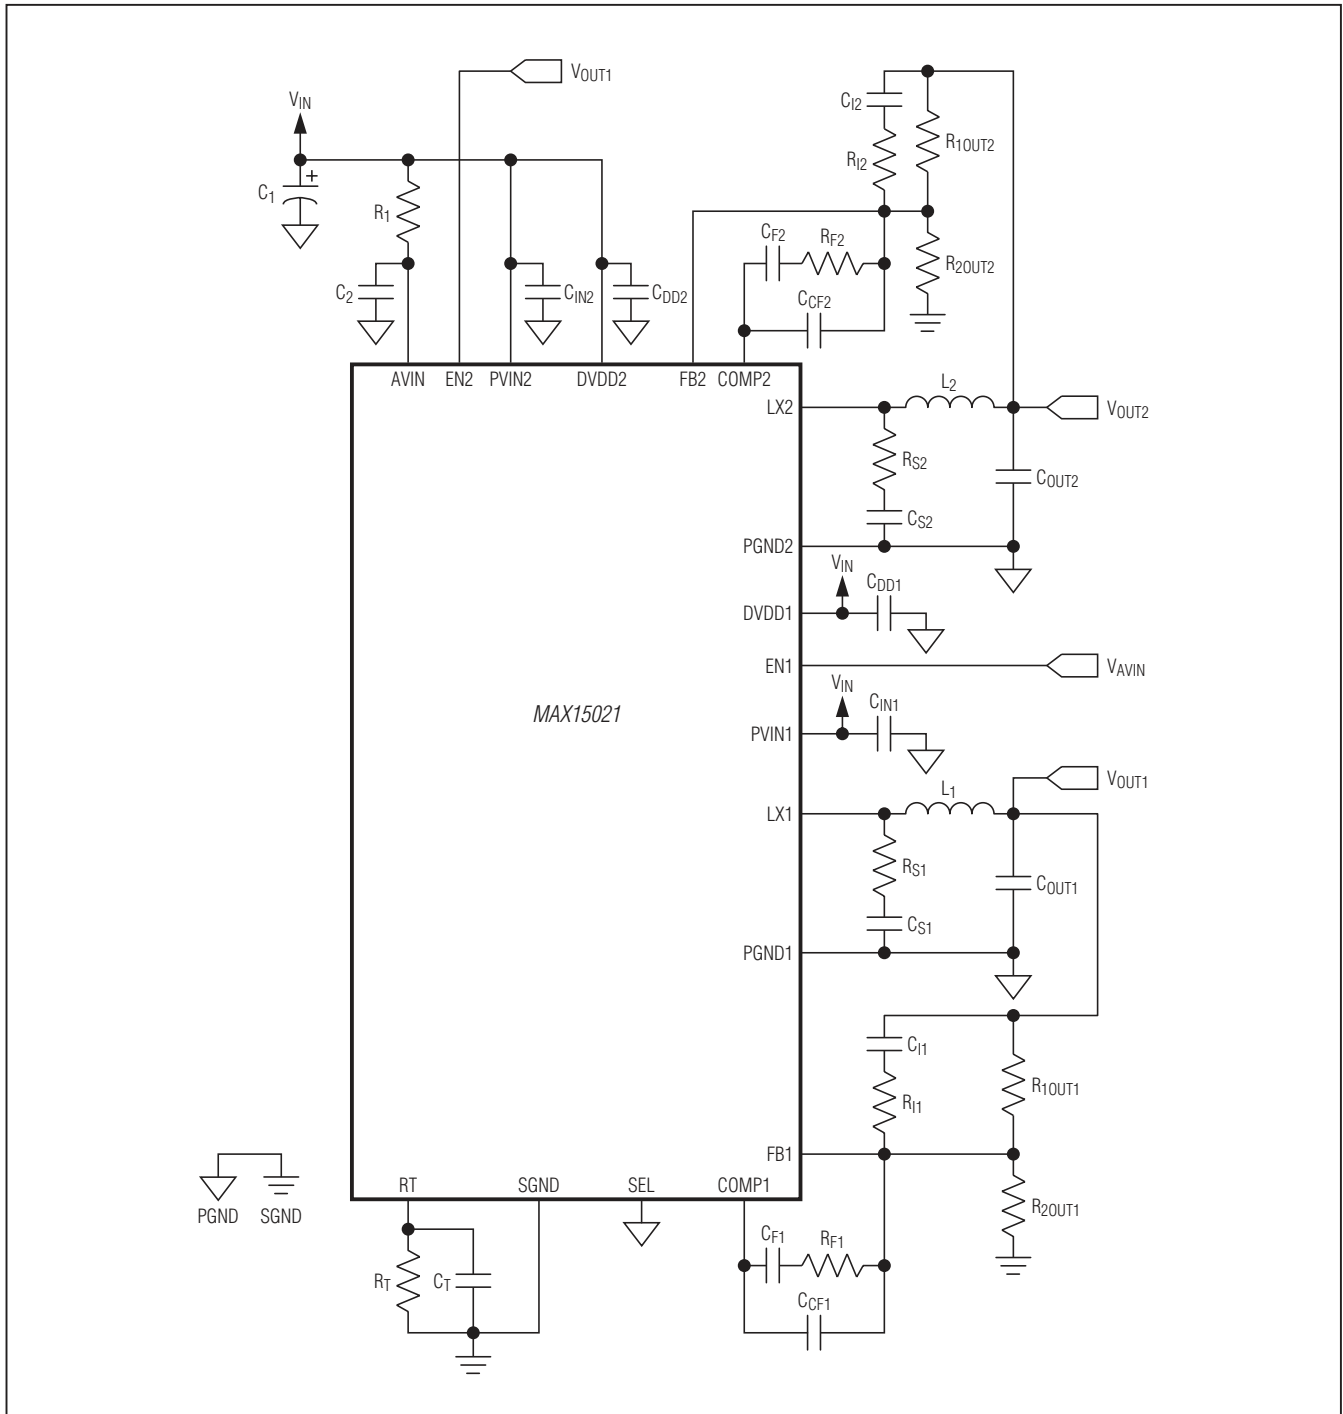 VOUT1
VIN
C1
+
R1
C2
CIN2
CDD2
CI2
RI2
R1OUT2
CF2
RF2
R2OUT2
CCF2
AVIN EN2 PVIN2 DVDD2 FB2 COMP2
LX2
L2
VOUT2
RS2
COUT2
CS2
PGND2
VIN
CDD1
DVDD1
EN1
VAVIN
VIN
CIN1
MAX15021
PVIN1
VOUT1
L1
LX1
RS1
COUT1
CS1
PGND1
CI1
R1OUT1
RI1
FB1
RT SGND SEL COMP1
PGND SGND
R2OUT1
CF1
RF1
RT
CT
CCF1